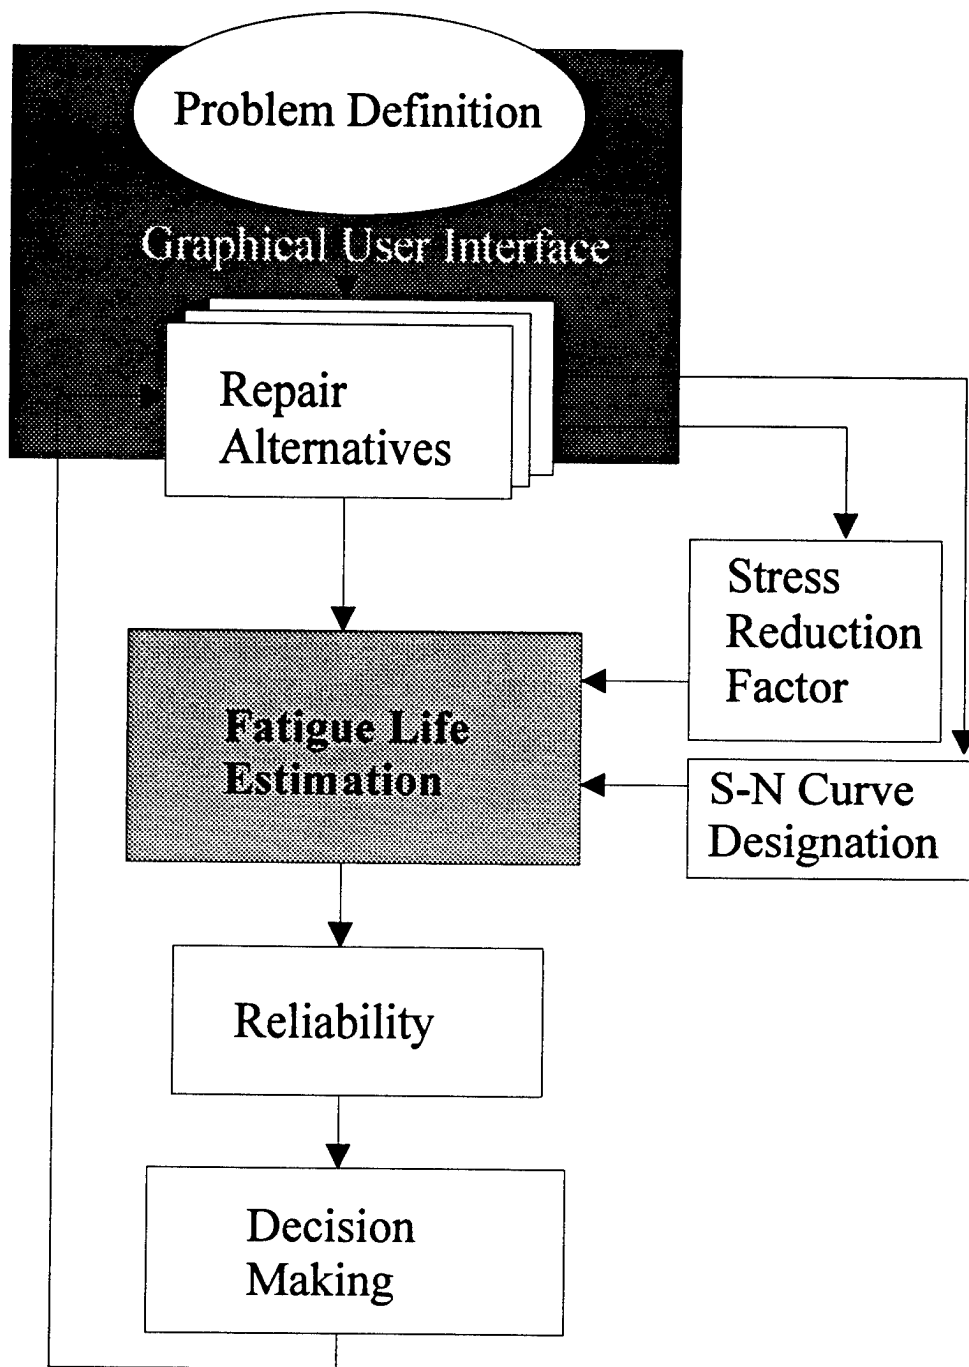 Problem Definition
Graphical User Interface
Repair
Alternatives
Stress
Reduction
Factor
Fatigue Life
Estimation
S-N Curve
Designation
Reliability
Decision
Making